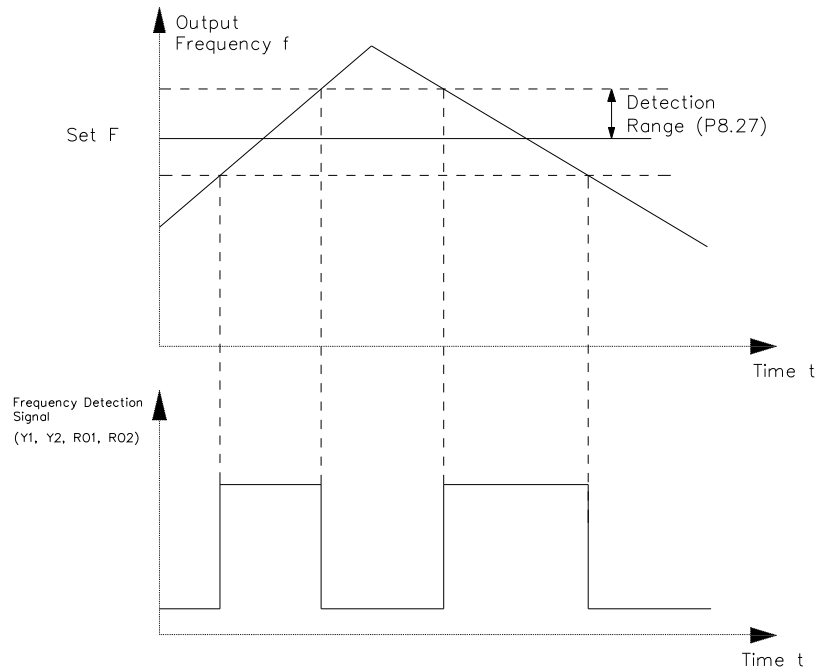 Output
Frequency f
Detection
Range (P8.27)
Set F
Time t
Frequency Detection
Signal
(Y1, Y2, RO1, RO2)
Time t